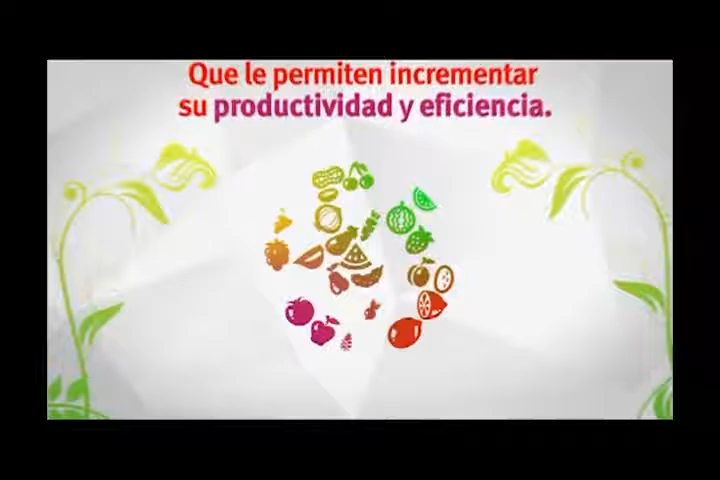 Que le permiten incrementar
su productividad y eficiencia.